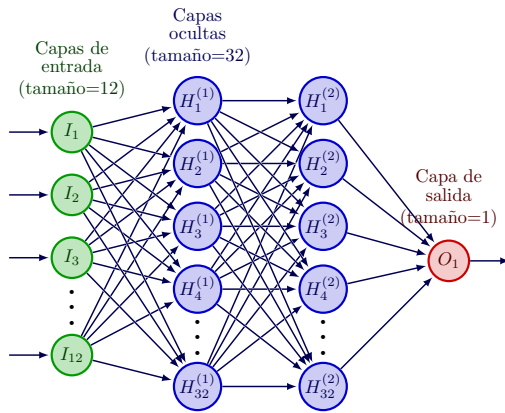 Capas
ocultas
(tamaño=32)
Capas de
entrada
(tamaño=12)
Capa de
salida
(tamaño=1)
I₁
I₂
I₃
I₁₂
H₁⁽¹⁾
H₂⁽¹⁾
H₃⁽¹⁾
H₄⁽¹⁾
H₃₂⁽¹⁾
H₁⁽²⁾
H₂⁽²⁾
H₃⁽²⁾
H₄⁽²⁾
H₃₂⁽²⁾
O₁